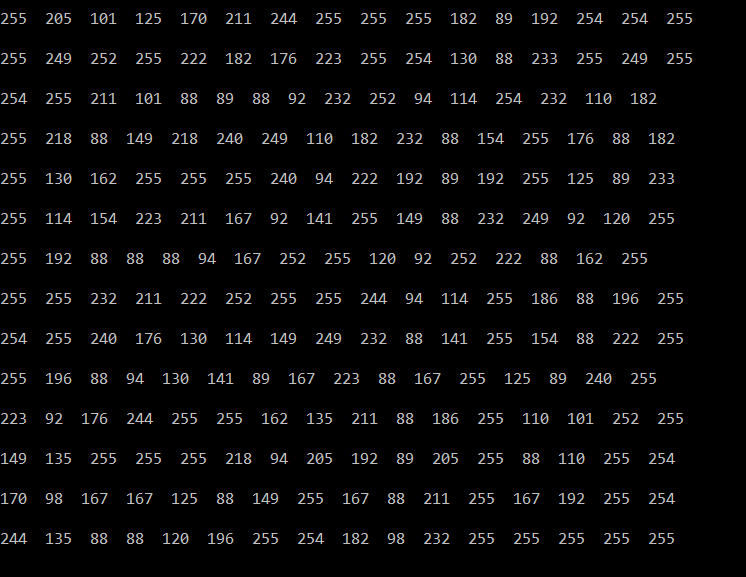 255 205 101 125 170 211 244 255 255 255 182 89 192 254 254 255
255 249 252 255 222 182 176 223 255 254 130 88 233 255 249 255
254 255 211 101 88 89 88 92 232 252 94 114 254 232 110 182
255 218 88 149 218 240 249 110 182 232 88 154 255 176 88 182
255 130 162 255 255 255 240 94 222 192 89 192 255 125 89 233
255 114 154 223 211 167 92 141 255 149 88 232 249 92 120 255
255 192 88 88 88 94 167 252 255 120 92 252 222 88 162 255
255 255 232 211 222 252 255 255 244 94 114 255 186 88 196 255
254 255 240 176 130 114 149 249 232 88 141 255 154 88 222 255
255 196 88 94 130 141 89 167 223 88 167 255 125 89 240 255
223 92 176 244 255 255 162 135 211 88 186 255 110 101 252 255
149 135 255 255 255 218 94 205 192 89 205 255 88 110 255 254
170 98 167 167 125 88 149 255 167 88 211 255 167 192 255 254
244 135 88 88 120 196 255 254 182 98 232 255 255 255 255 255